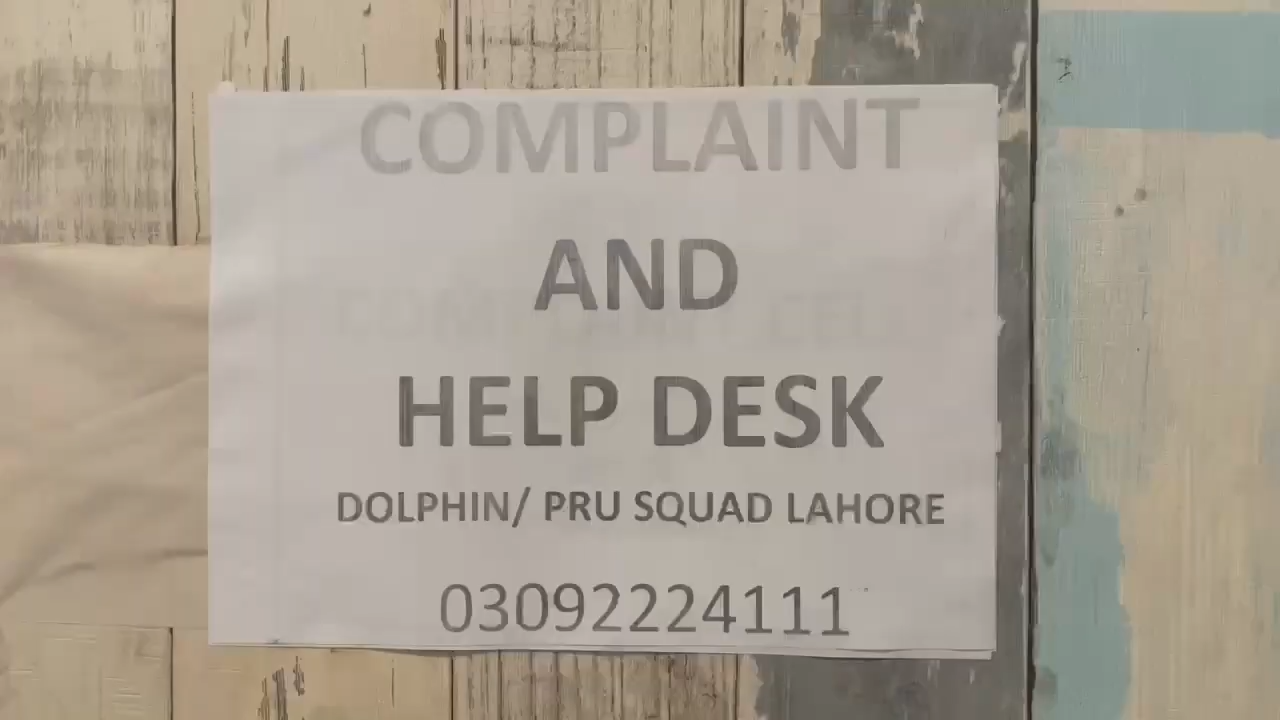 COMPLAINT
AND
HELP DESK
DOLPHIN/ PRU SQUAD LAHORE
03092224111